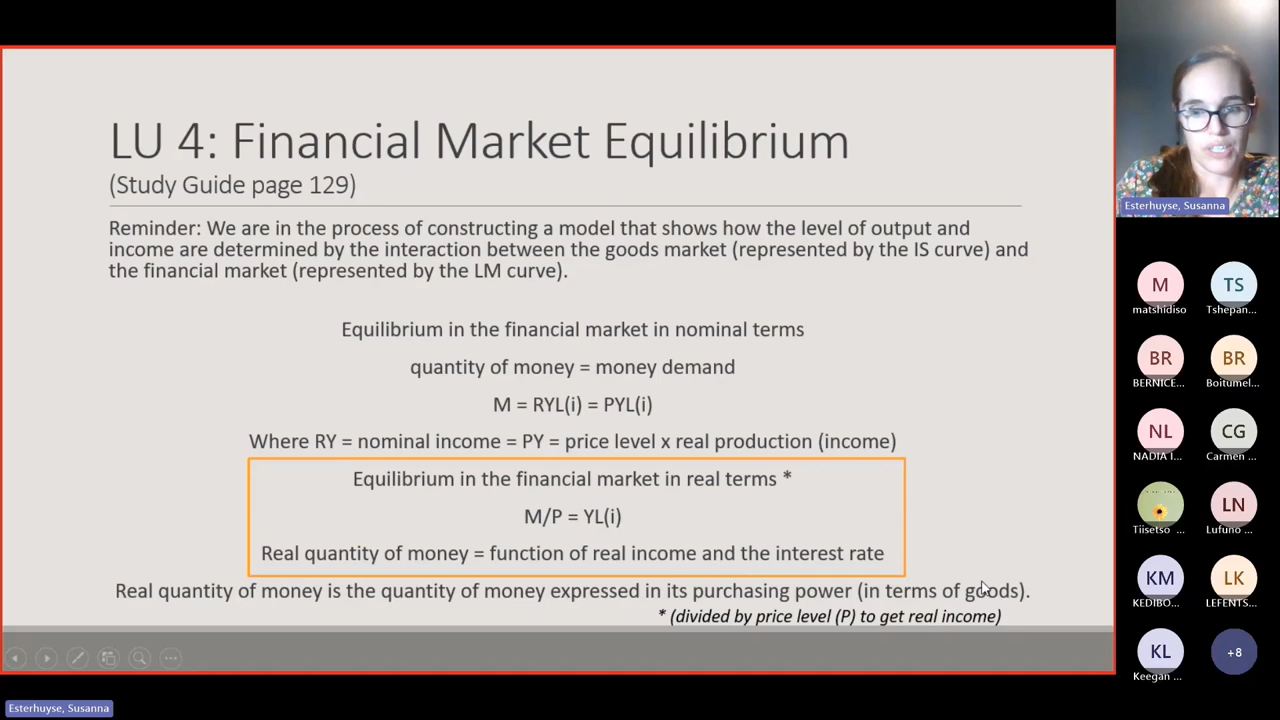 LU 4: Financial Market Equilibrium
(Study Guide page 129)
Reminder: We are in the process of constructing a model that shows how the level of output and
income are determined by the interaction between the goods market (represented by the IS curve) and
the financial market (represented by the LM curve).
Equilibrium in the financial market in nominal terms
quantity of money = money demand
M = RYL(i) = PYL(i)
Where RY = nominal income = PY = price level x real production (income)
Equilibrium in the financial market in real terms *
M/P = YL(i)
Real quantity of money = function of real income and the interest rate
Real quantity of money is the quantity of money expressed in its purchasing power (in terms of goods).
* (divided by price level (P) to get real income)
Esterhuyse, Susanna
Esterhuyse, Susanna
M TS
matshidiso Tshepan...
BR BR
BERNICE... Boitumel...
NL CG
NADIA I... Carmen ...
LN
Tiisetso ... Lufuno ...
KM LK
KEDIBO... LEFENTS...
KL +8
Keegan ...